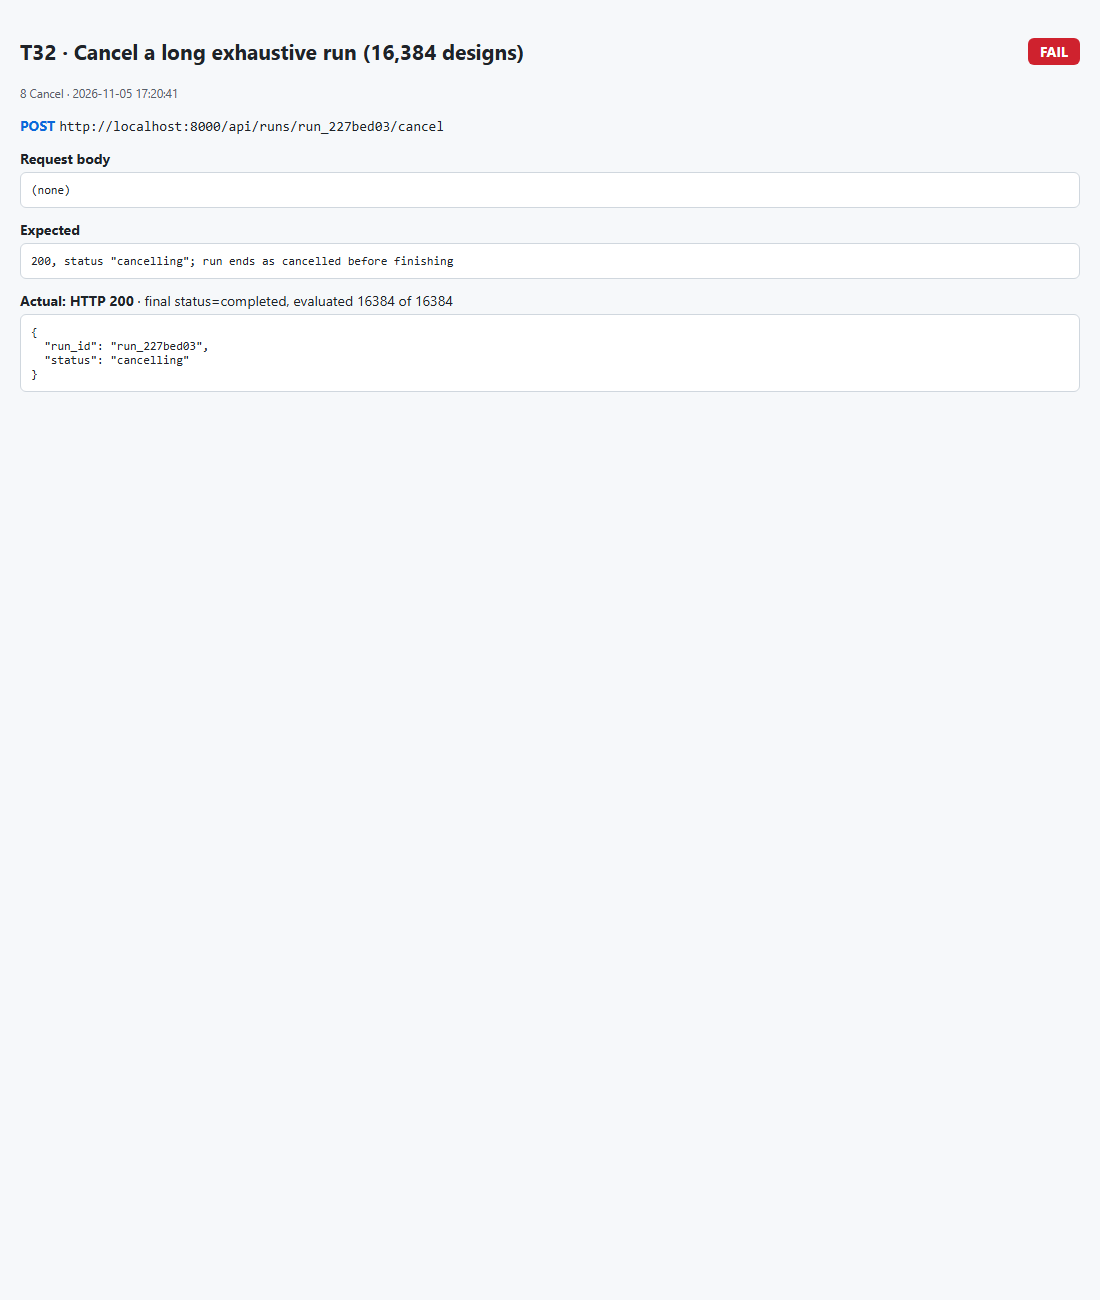 T32 · Cancel a long exhaustive run (16,384 designs)
FAIL
8 Cancel · 2026-11-05 17:20:41
POST http://localhost:8000/api/runs/run_227bed03/cancel
Request body
(none)
Expected
200, status "cancelling"; run ends as cancelled before finishing
Actual: HTTP 200 · final status=completed, evaluated 16384 of 16384
{
  "run_id": "run_227bed03",
  "status": "cancelling"
}